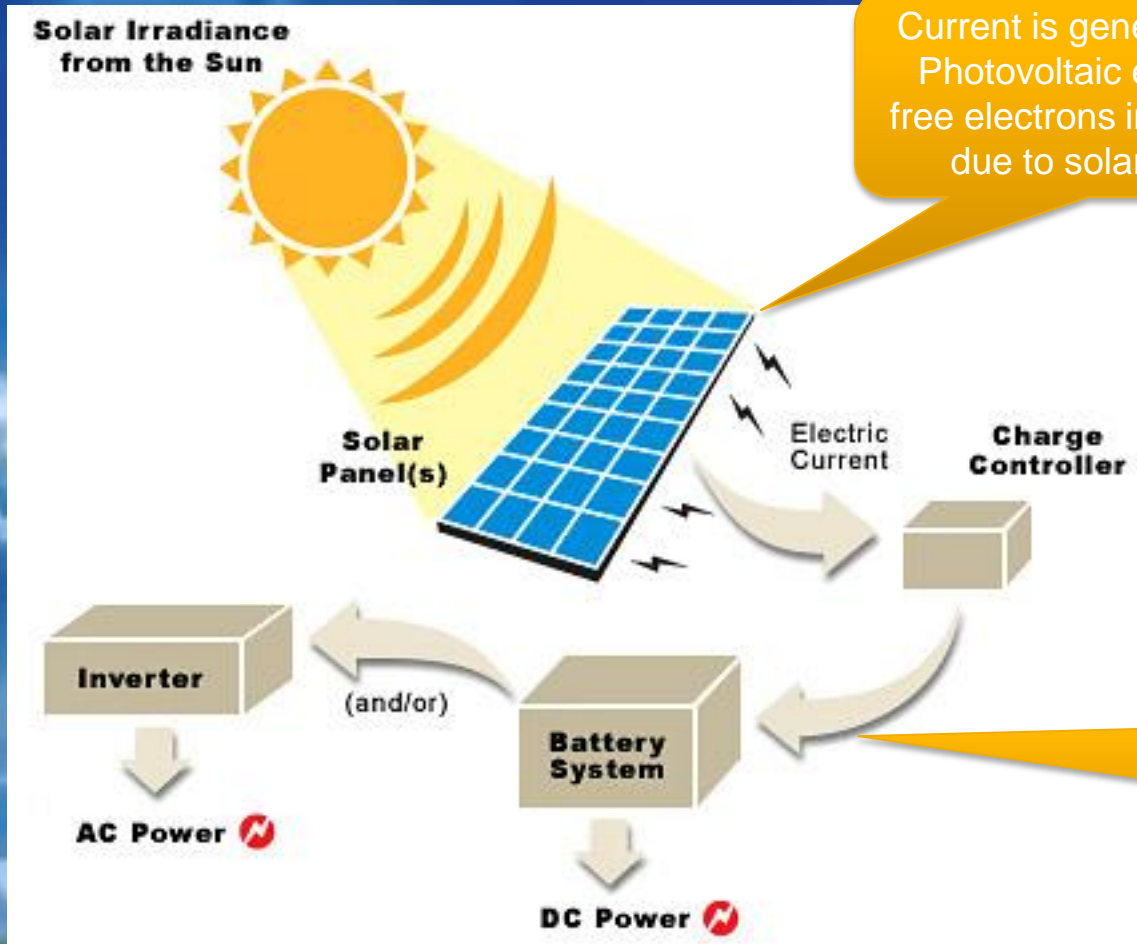 Solar Irradiance
from the Sun
Current is gene
Photovoltaic e
free electrons i
due to solar
Solar
Panel(s)
Electric
Current
Charge
Controller
Inverter
(and/or)
Battery
System
AC Power
DC Power